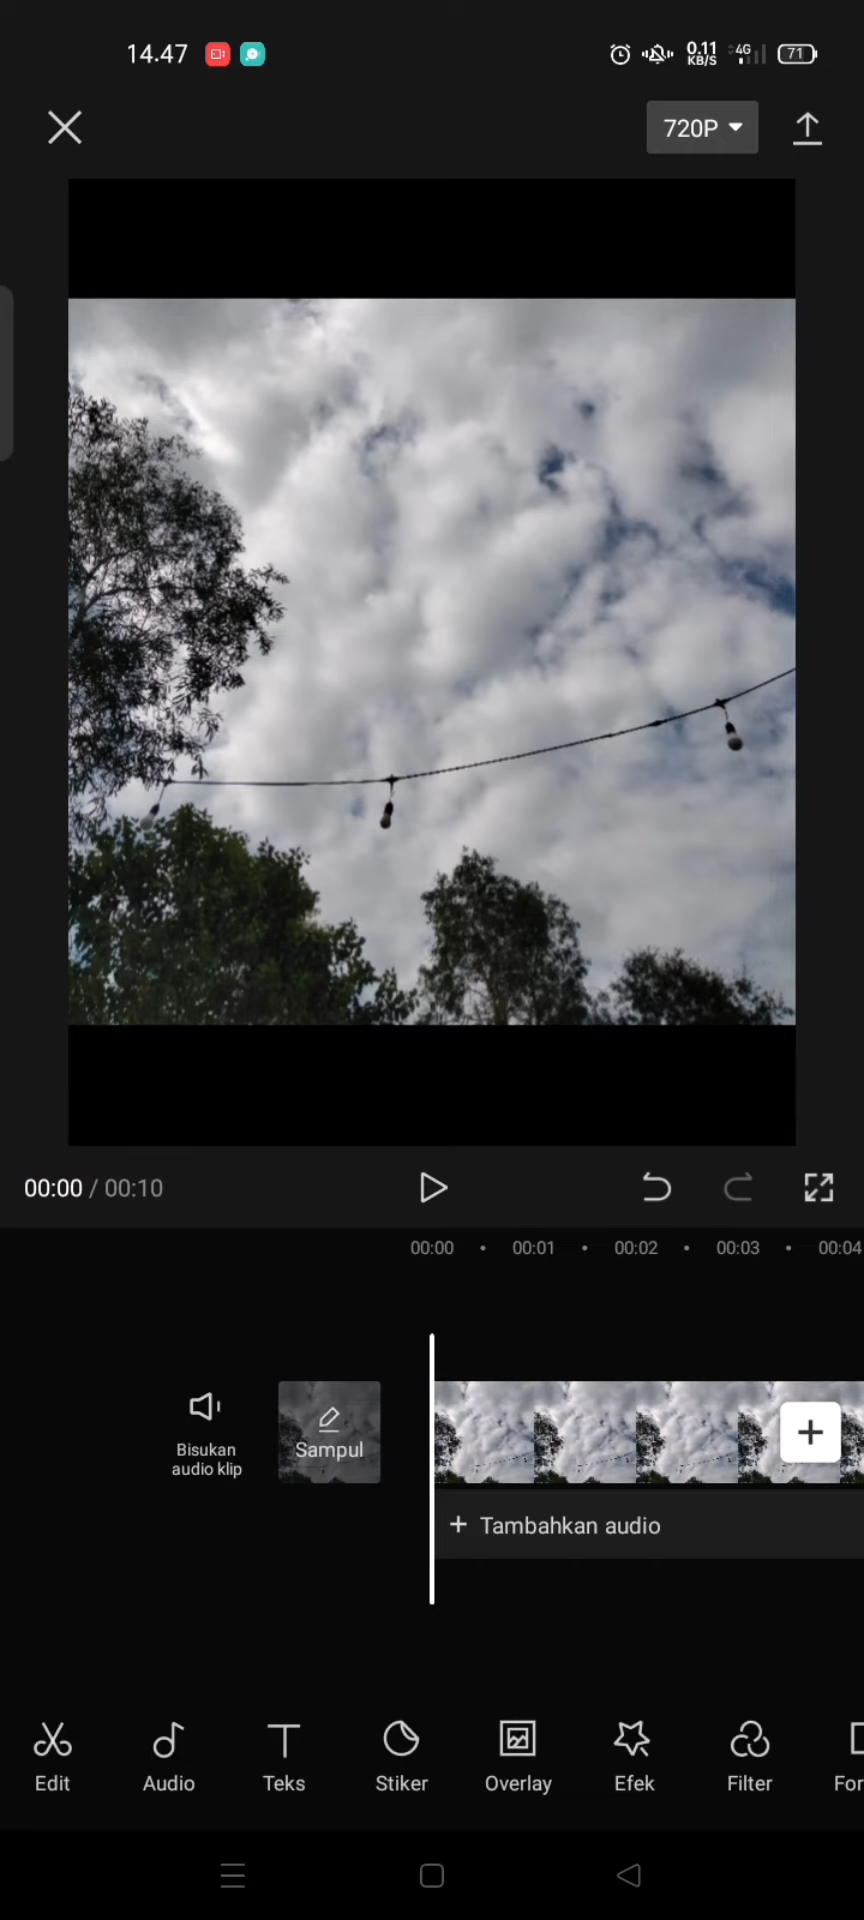 14.47
0.11
KB/S
4G
71
720P
00:00 / 00:10
00:00
00:01
00:02
00:03
00:04
Bisukan
audio klip
Sampul
+ Tambahkan audio
Edit
Audio
Teks
Stiker
Overlay
Efek
Filter
For